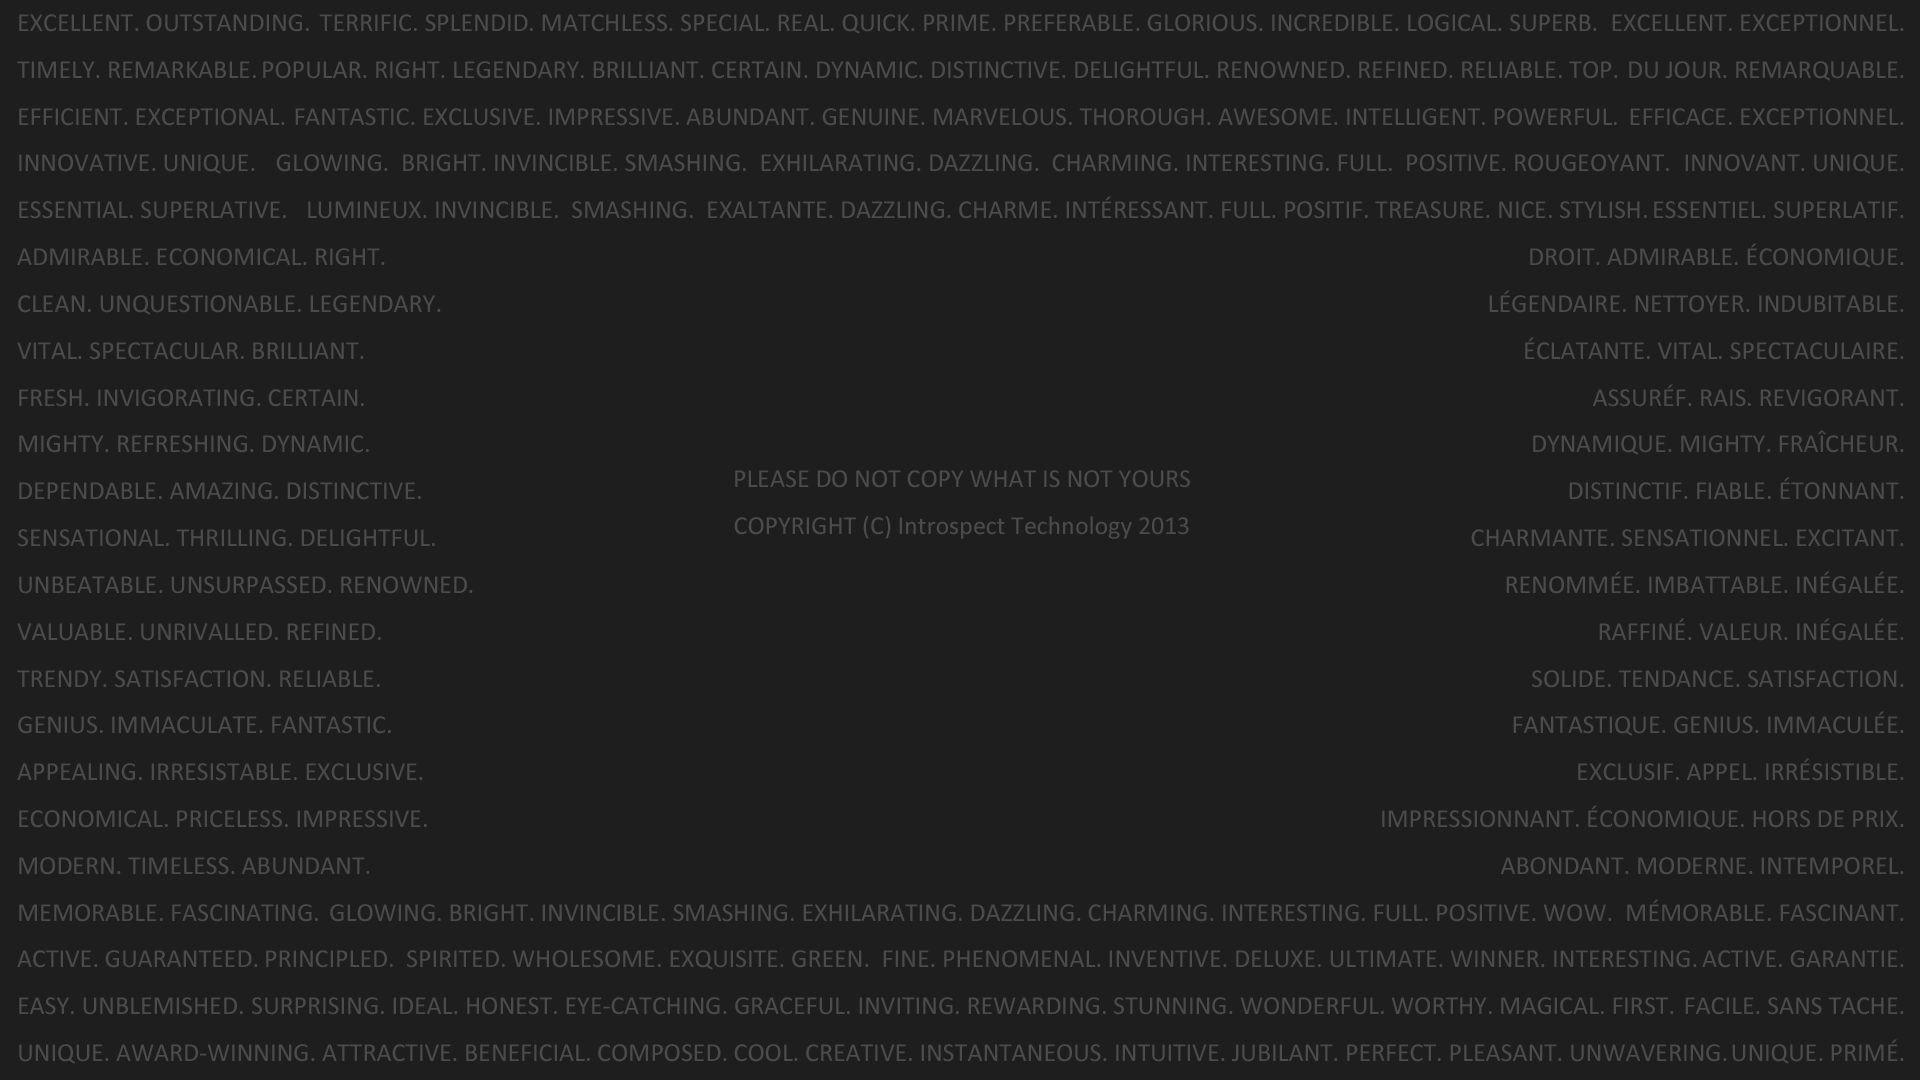 EXCELLENT. OUTSTANDING. TERRIFIC. SPLENDID. MATCHLESS. SPECIAL. REAL. QUICK. PRIME. PREFERABLE. GLORIOUS. INCREDIBLE. LOGICAL. SUPERB. EXCELLENT. EXCEPTIONNEL.
TIMELY. REMARKABLE. POPULAR. RIGHT. LEGENDARY. BRILLIANT. CERTAIN. DYNAMIC. DISTINCTIVE. DELIGHTFUL. RENOWNED. REFINED. RELIABLE. TOP. DU JOUR. REMARQUABLE.
EFFICIENT. EXCEPTIONAL. FANTASTIC. EXCLUSIVE. IMPRESSIVE. ABUNDANT. GENUINE. MARVELOUS. THOROUGH. AWESOME. INTELLIGENT. POWERFUL. EFFICACE. EXCEPTIONNEL.
INNOVATIVE. UNIQUE. GLOWING. BRIGHT. INVINCIBLE. SMASHING. EXHILARATING. DAZZLING. CHARMING. INTERESTING. FULL. POSITIVE. ROUGEOYANT. INNOVANT. UNIQUE.
ESSENTIAL. SUPERLATIVE. LUMINEUX. INVINCIBLE. SMASHING. EXALTANTE. DAZZLING. CHARME. INTÉRESSANT. FULL. POSITIF. TREASURE. NICE. STYLISH. ESSENTIEL. SUPERLATIF.
ADMIRABLE. ECONOMICAL. RIGHT. DROIT. ADMIRABLE. ÉCONOMIQUE.
CLEAN. UNQUESTIONABLE. LEGENDARY. LÉGENDAIRE. NETTOYER. INDUBITABLE.
VITAL. SPECTACULAR. BRILLIANT. ÉCLATANTE. VITAL. SPECTACULAIRE.
FRESH. INVIGORATING. CERTAIN. ASSURÉF. RAIS. REVIGORANT.
MIGHTY. REFRESHING. DYNAMIC. DYNAMIQUE. MIGHTY. FRAÎCHEUR.
PLEASE DO NOT COPY WHAT IS NOT YOURS
DEPENDABLE. AMAZING. DISTINCTIVE. DISTINCTIF. FIABLE. ÉTONNANT.
COPYRIGHT (C) Introspect Technology 2013
SENSATIONAL. THRILLING. DELIGHTFUL. CHARMANTE. SENSATIONNEL. EXCITANT.
UNBEATABLE. UNSURPASSED. RENOWNED. RENOMMÉE. IMBATTABLE. INÉGALÉE.
VALUABLE. UNRIVALLED. REFINED. RAFFINÉ. VALEUR. INÉGALÉE.
TRENDY. SATISFACTION. RELIABLE. SOLIDE. TENDANCE. SATISFACTION.
GENIUS. IMMACULATE. FANTASTIC. FANTASTIQUE. GENIUS. IMMACULÉE.
APPEALING. IRRESISTABLE. EXCLUSIVE. EXCLUSIF. APPEL. IRRÉSISTIBLE.
ECONOMICAL. PRICELESS. IMPRESSIVE. IMPRESSIONNANT. ÉCONOMIQUE. HORS DE PRIX.
MODERN. TIMELESS. ABUNDANT. ABONDANT. MODERNE. INTEMPOREL.
MEMORABLE. FASCINATING. GLOWING. BRIGHT. INVINCIBLE. SMASHING. EXHILARATING. DAZZLING. CHARMING. INTERESTING. FULL. POSITIVE. WOW. MÉMORABLE. FASCINANT.
ACTIVE. GUARANTEED. PRINCIPLED. SPIRITED. WHOLESOME. EXQUISITE. GREEN. FINE. PHENOMENAL. INVENTIVE. DELUXE. ULTIMATE. WINNER. INTERESTING. ACTIVE. GARANTIE.
EASY. UNBLEMISHED. SURPRISING. IDEAL. HONEST. EYE-CATCHING. GRACEFUL. INVITING. REWARDING. STUNNING. WONDERFUL. WORTHY. MAGICAL. FIRST. FACILE. SANS TACHE.
UNIQUE. AWARD-WINNING. ATTRACTIVE. BENEFICIAL. COMPOSED. COOL. CREATIVE. INSTANTANEOUS. INTUITIVE. JUBILANT. PERFECT. PLEASANT. UNWAVERING. UNIQUE. PRIMÉ.